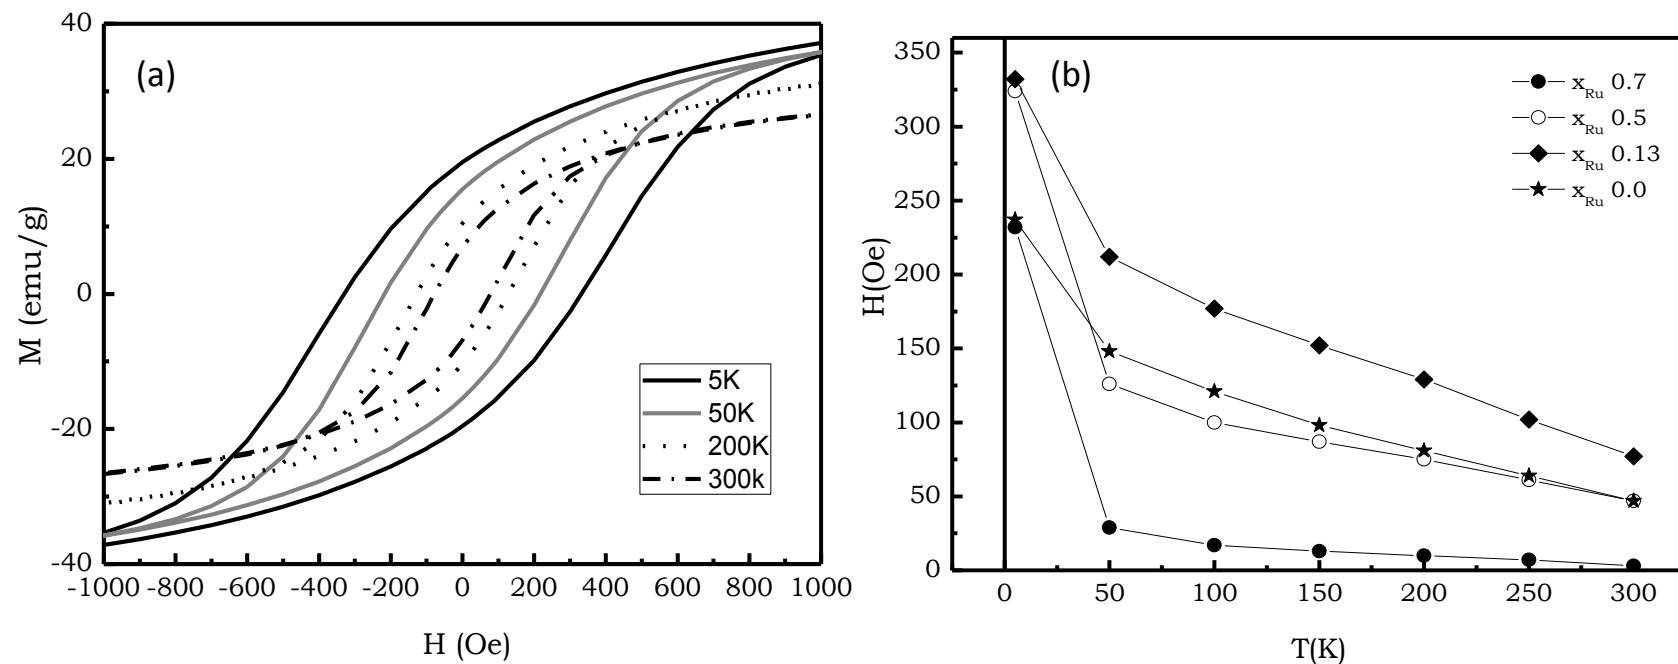 (a)
M (emu/g)
40
20
0
-20
-40
5K
50K
200K
300k
-1000 -800 -600 -400 -200 0 200 400 600 800 1000
H (Oe)
(b)
H(Oe)
350
300
250
200
150
100
50
0
x_Ru 0.7
x_Ru 0.5
x_Ru 0.13
x_Ru 0.0
0 50 100 150 200 250 300
T(K)